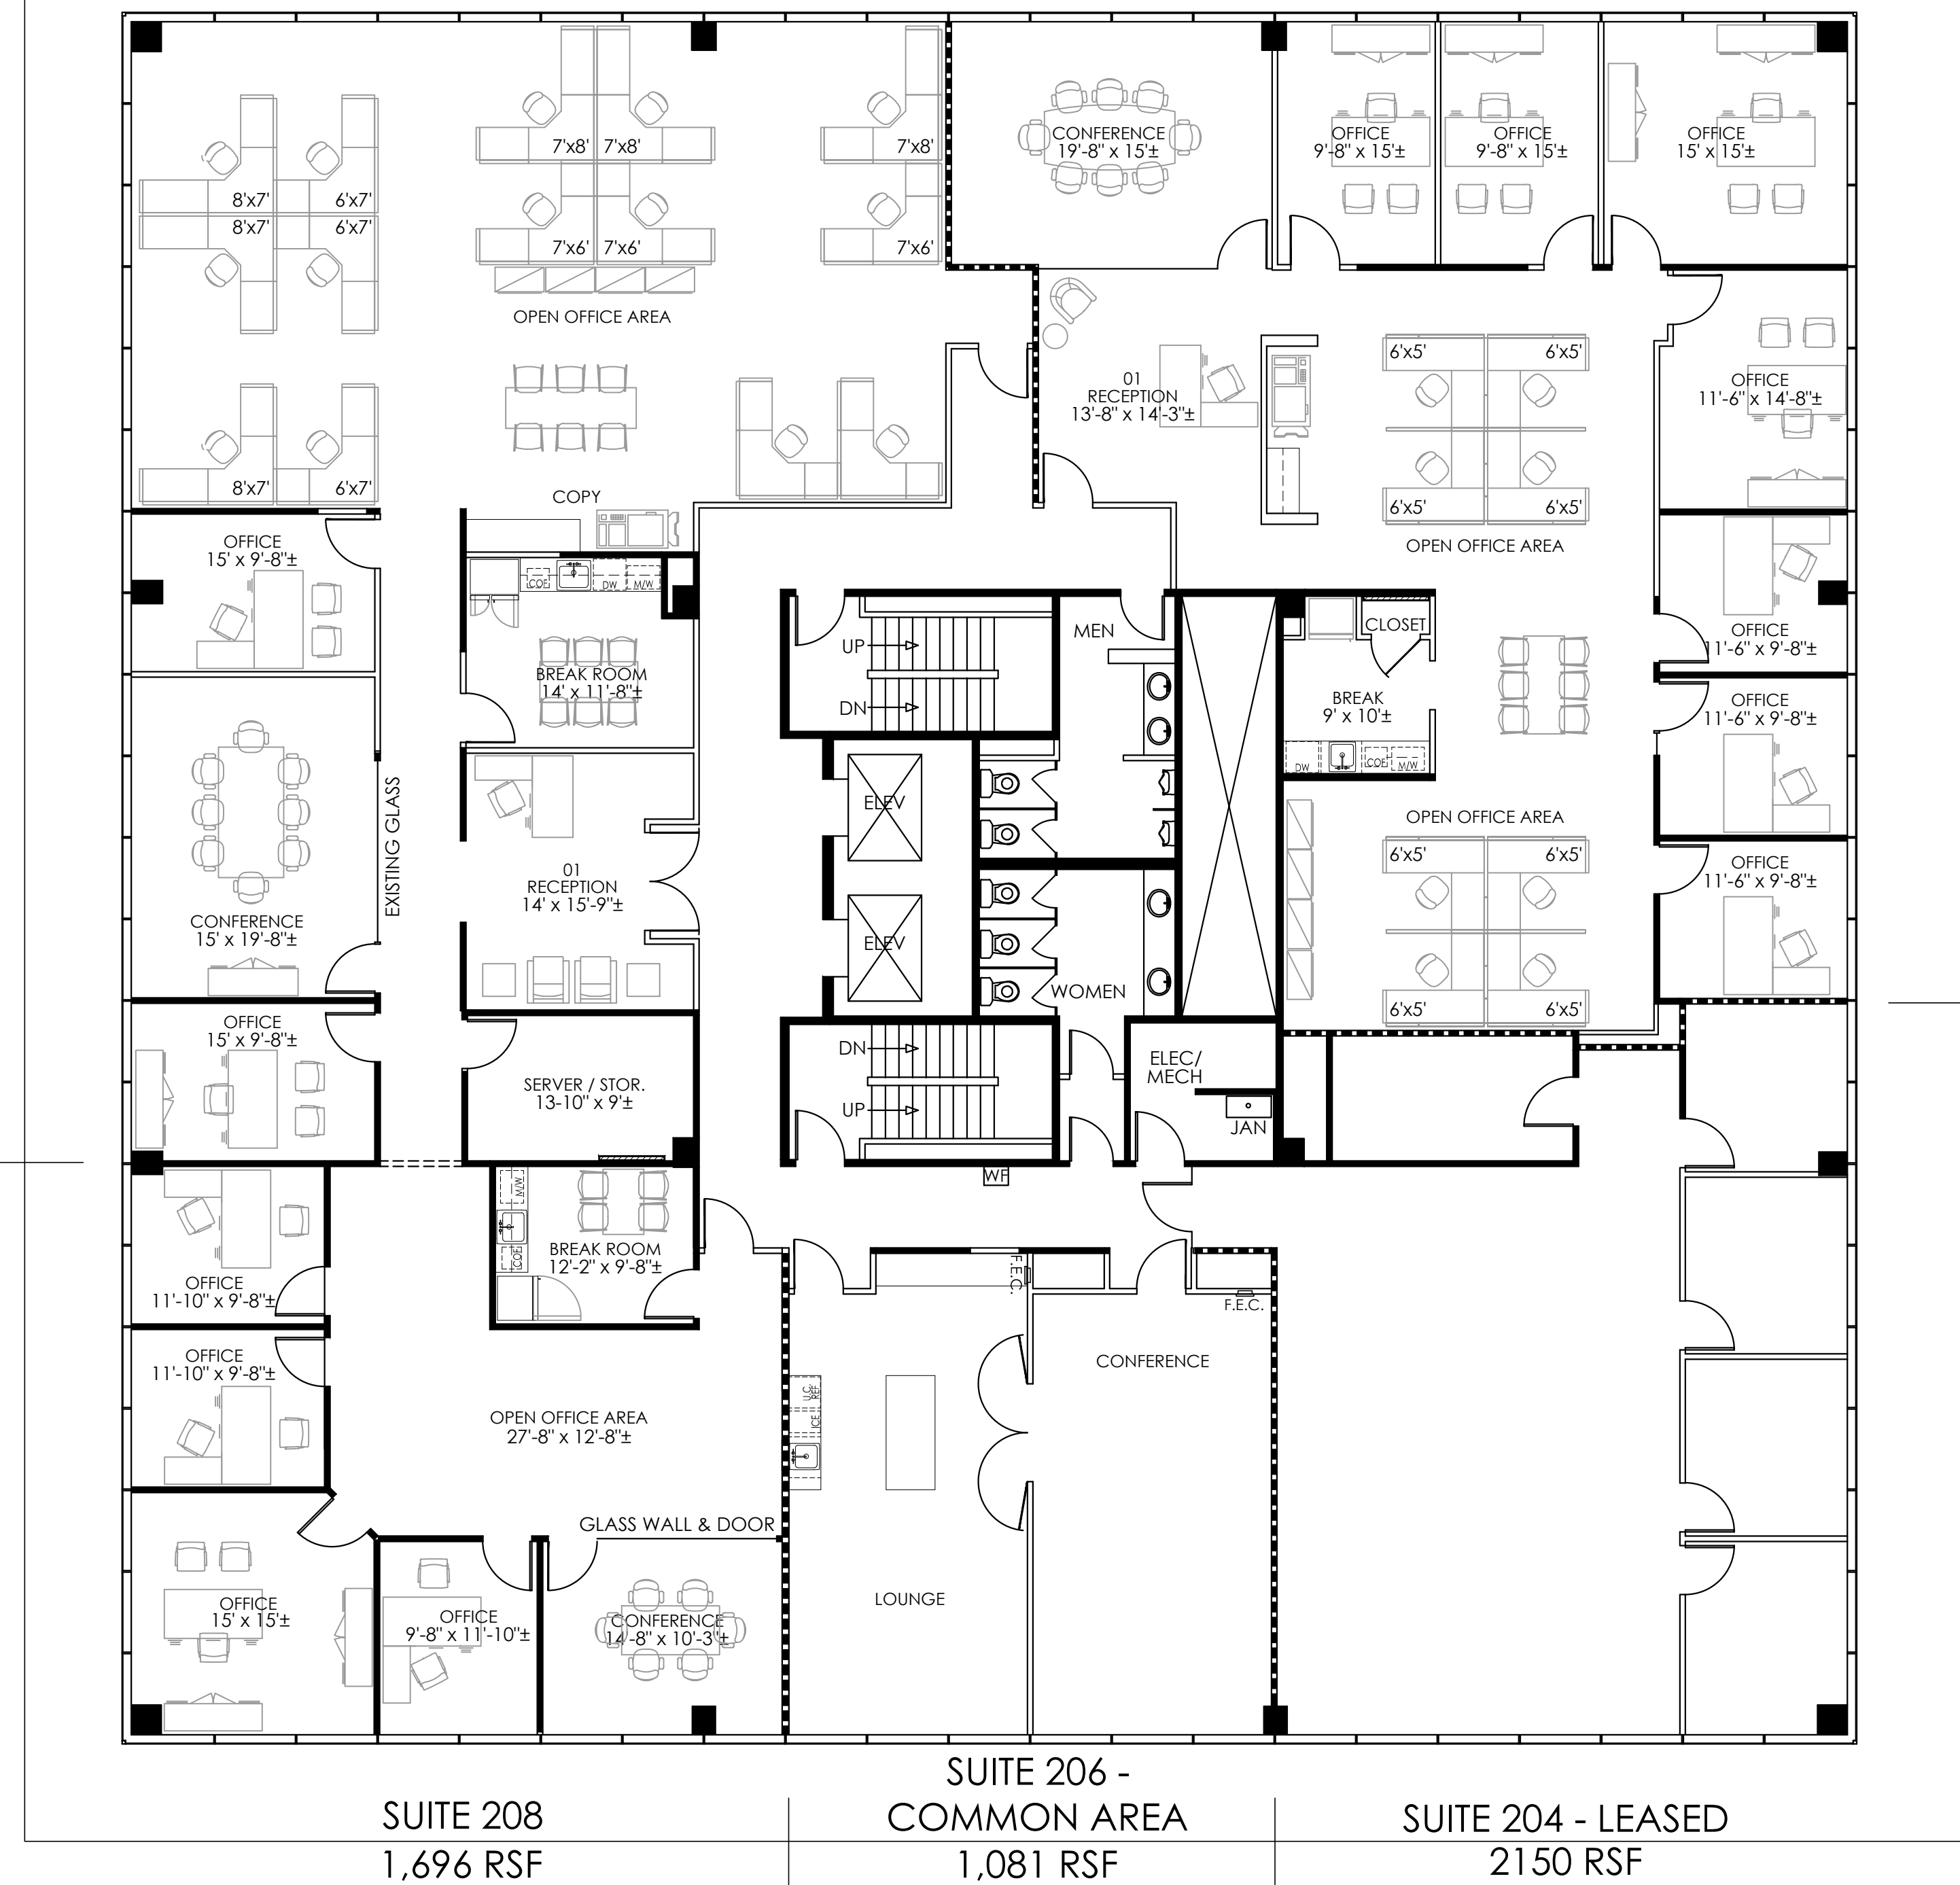 CONFERENCE
19'-8" x 15'±
OFFICE
9'-8" x 15'±
OFFICE
9'-8" x 15'±
OFFICE
15' x 15'±
7'x8'
7'x8'
7'x8'
8'x7'
6'x7'
8'x7'
6'x7'
7'x6'
7'x6'
7'x6'
OPEN OFFICE AREA
6'x5'
6'x5'
01
RECEPTION
13'-8" x 14'-3"±
OFFICE
11'-6" x 14'-8"±
8'x7'
6'x7'
COPY
6'x5'
6'x5'
OPEN OFFICE AREA
OFFICE
15' x 9'-8"±
COF
DW
M/W
MEN
UP
DN
CLOSET
OFFICE
11'-6" x 9'-8"±
BREAK ROOM
14' x 11'-8"±
BREAK
9' x 10'±
OFFICE
11'-6" x 9'-8"±
DW
COF
M/W
EXISTING GLASS
ELEV
OPEN OFFICE AREA
6'x5'
6'x5'
OFFICE
11'-6" x 9'-8"±
01
RECEPTION
14' x 15'-9"±
CONFERENCE
15' x 19'-8"±
ELEV
WOMEN
6'x5'
6'x5'
OFFICE
15' x 9'-8"±
DN
UP
ELEC/
MECH
JAN
SERVER / STOR.
13-10" x 9'±
WF
M/W
COF
BREAK ROOM
12'-2" x 9'-8"±
OFFICE
11'-10" x 9'-8"±
F.E.C.
F.E.C.
OFFICE
11'-10" x 9'-8"±
CONFERENCE
U.C.
REF
ICE
OPEN OFFICE AREA
27'-8" x 12'-8"±
GLASS WALL & DOOR
LOUNGE
OFFICE
15' x 15'±
OFFICE
9'-8" x 11'-10"±
CONFERENCE
14'-8" x 10'-3"±
SUITE 208
1,696 RSF
SUITE 206 -
COMMON AREA
1,081 RSF
SUITE 204 - LEASED
2150 RSF